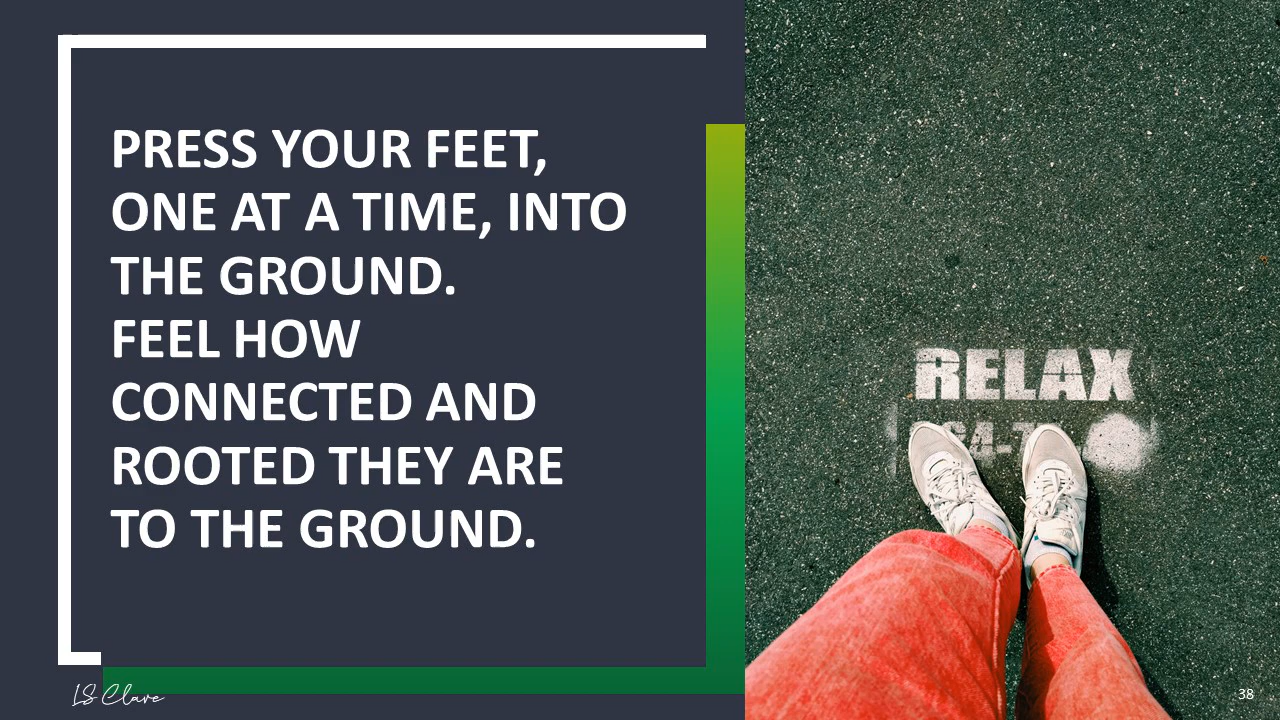 PRESS YOUR FEET,
ONE AT A TIME, INTO
THE GROUND.
FEEL HOW
CONNECTED AND
ROOTED THEY ARE
TO THE GROUND.
RELAX
LS Clave
38